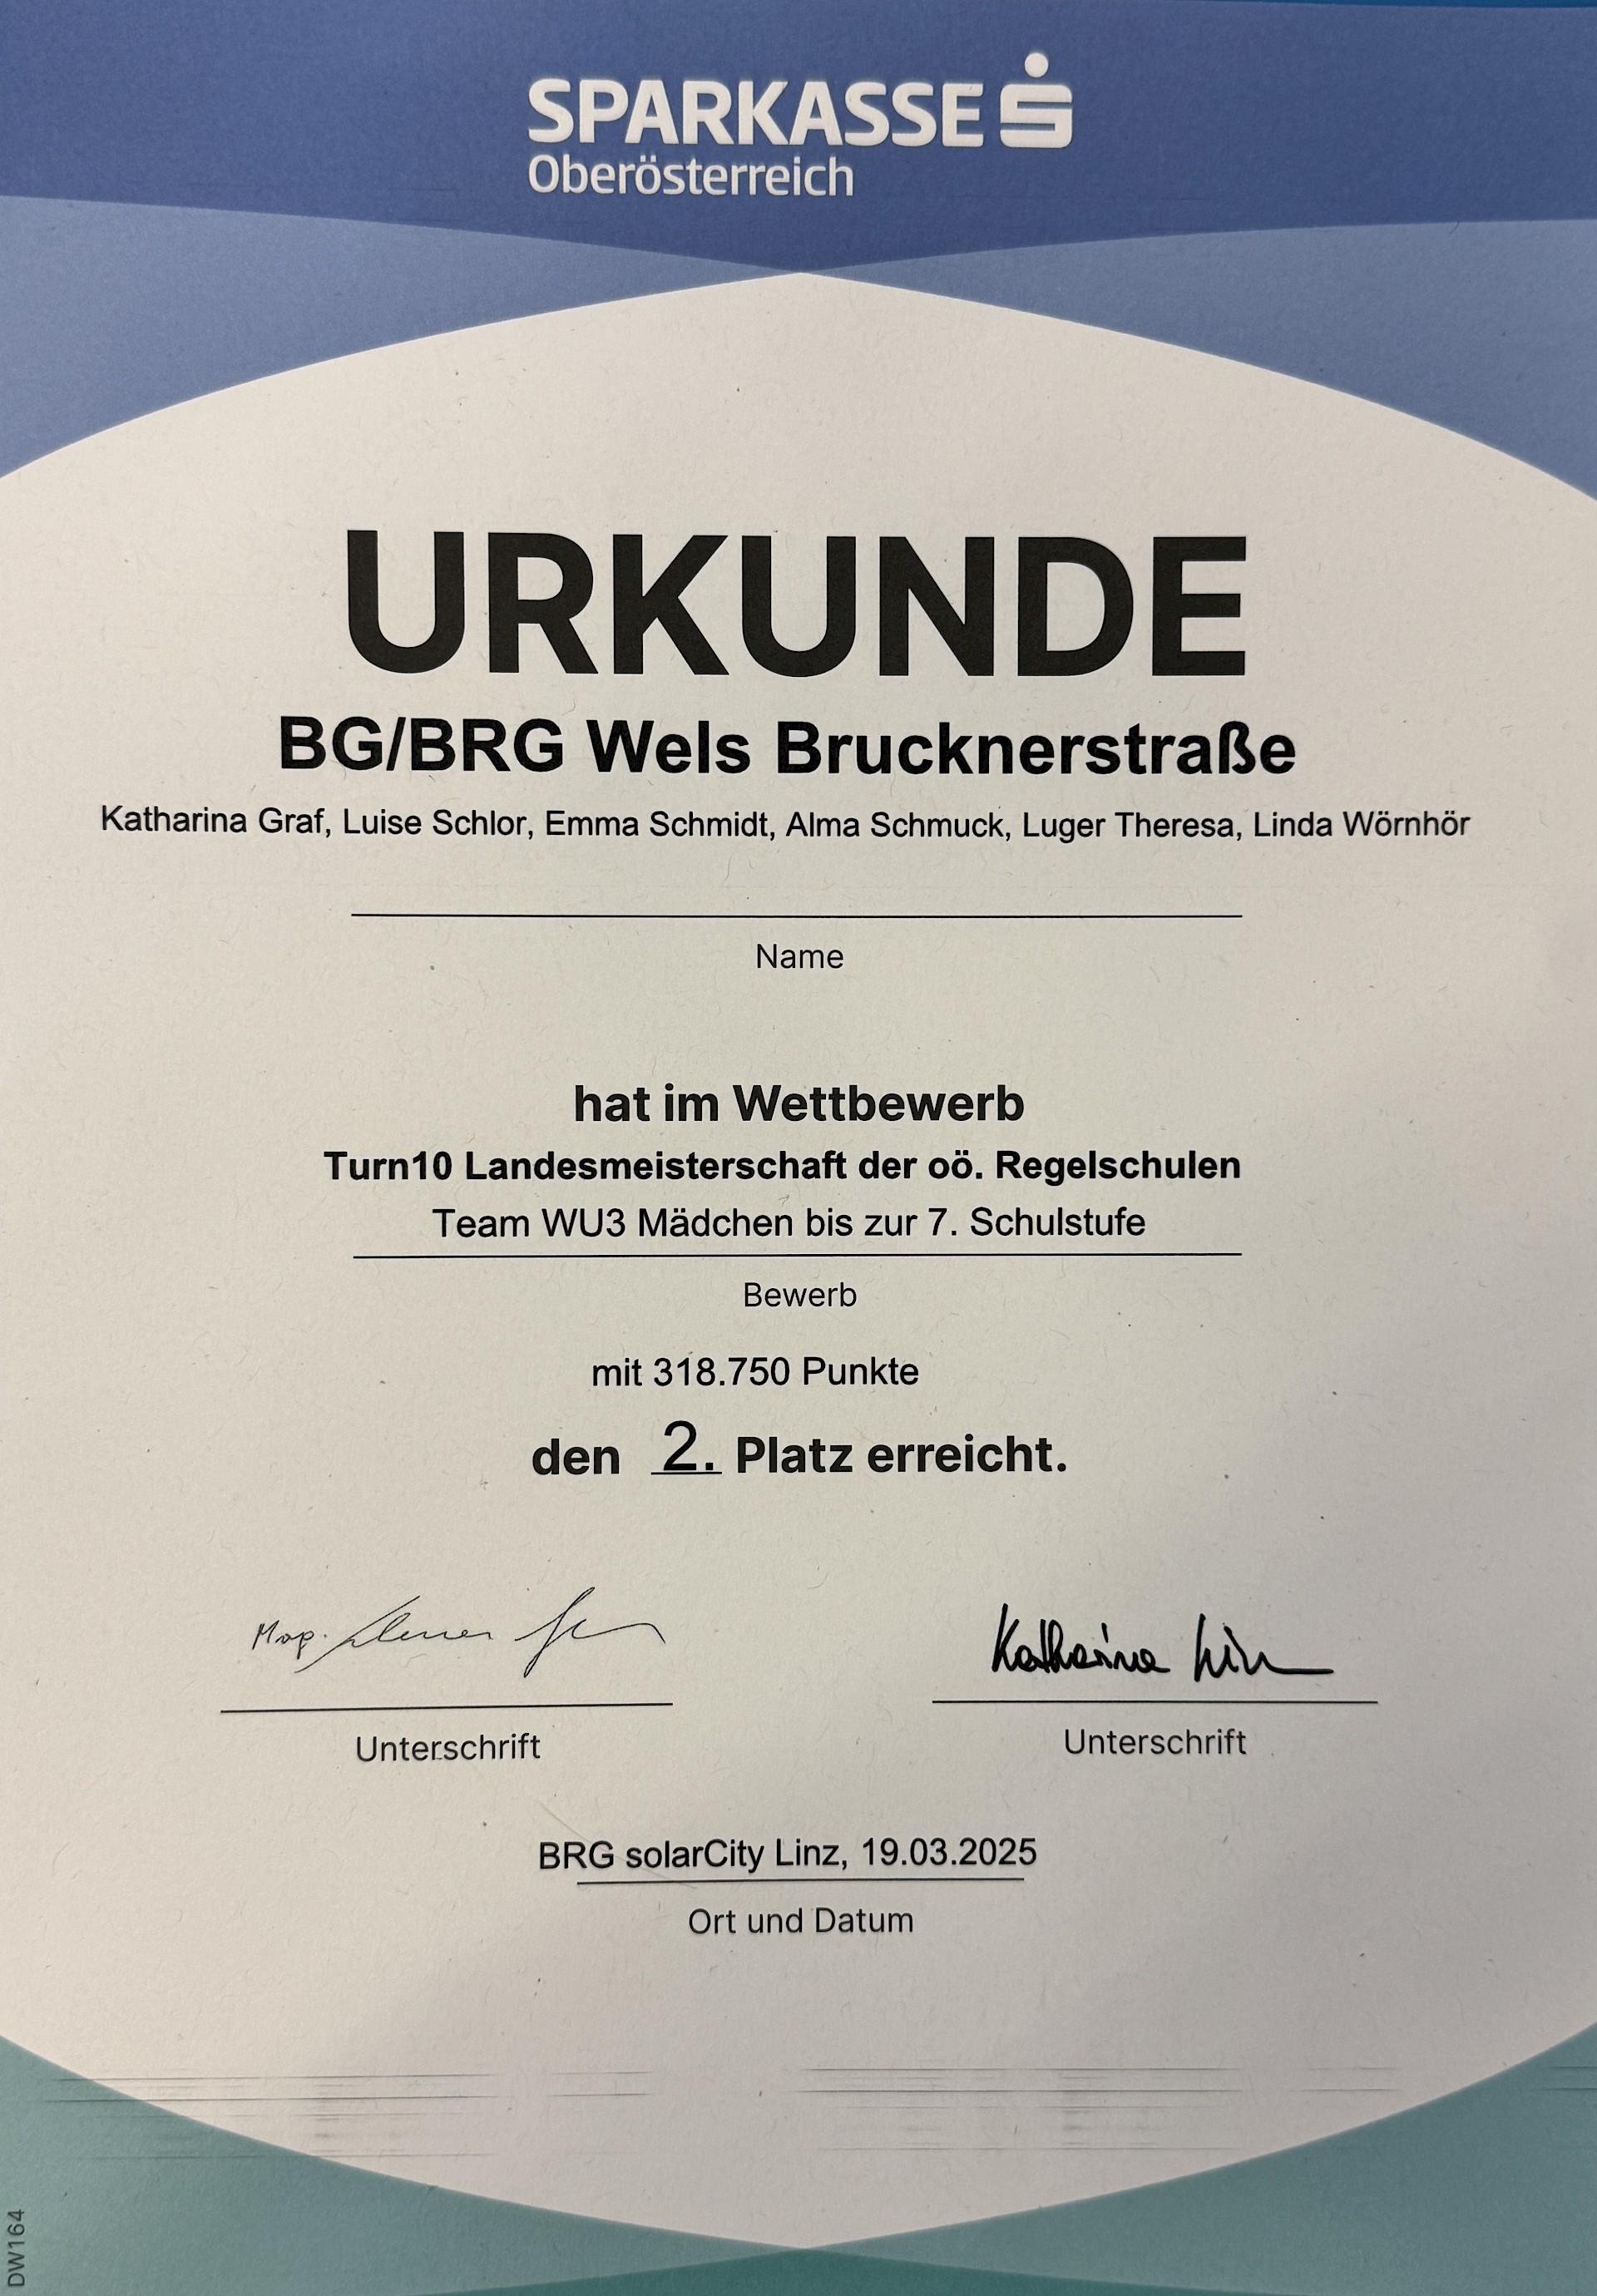 SPARKASSE
Oberösterreich
URKUNDE
BG/BRG Wels Brucknerstraße
Katharina Graf, Luise Schlor, Emma Schmidt, Alma Schmuck, Luger Theresa, Linda Wörnhör
Name
hat im Wettbewerb
Turn10 Landesmeisterschaft der oö. Regelschulen
Team WU3 Mädchen bis zur 7. Schulstufe
Bewerb
mit 318.750 Punkte
den 2. Platz erreicht.
Mag.
Katharina
Unterschrift
Unterschrift
BRG solarCity Linz, 19.03.2025
Ort und Datum
DW164